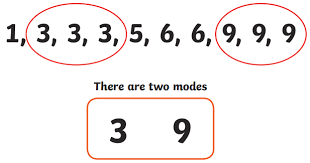 1, 3, 3, 3, 5, 6, 6, 9, 9, 9
There are two modes
3 9